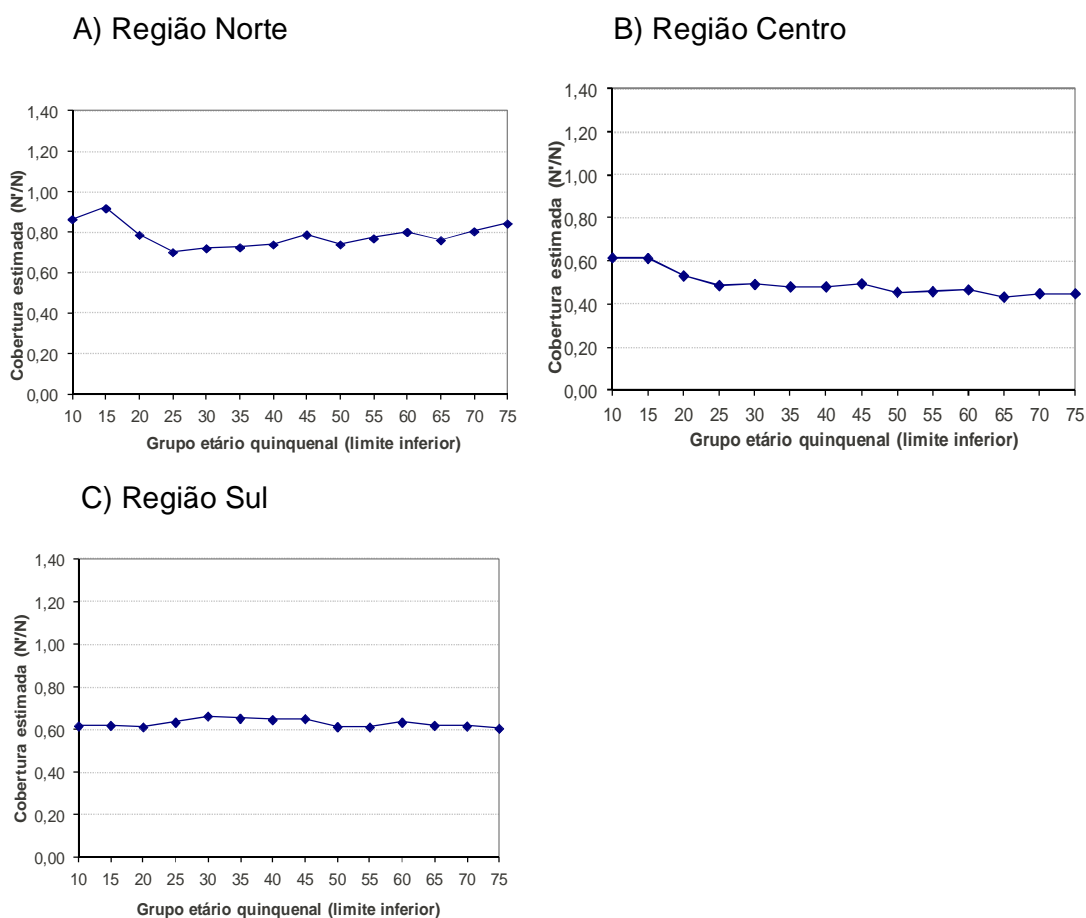 A) Região Norte
Cobertura estimada (N'/N)
1,40
1,20
1,00
0,80
0,60
0,40
0,20
0,00
10 15 20 25 30 35 40 45 50 55 60 65 70 75
Grupo etário quinquenal (limite inferior)
B) Região Centro
Cobertura estimada (N'/N)
1,40
1,20
1,00
0,80
0,60
0,40
0,20
0,00
10 15 20 25 30 35 40 45 50 55 60 65 70 75
Grupo etário quinquenal (limite inferior)
C) Região Sul
Cobertura estimada (N'/N)
1,40
1,20
1,00
0,80
0,60
0,40
0,20
0,00
10 15 20 25 30 35 40 45 50 55 60 65 70 75
Grupo etário quinquenal (limite inferior)